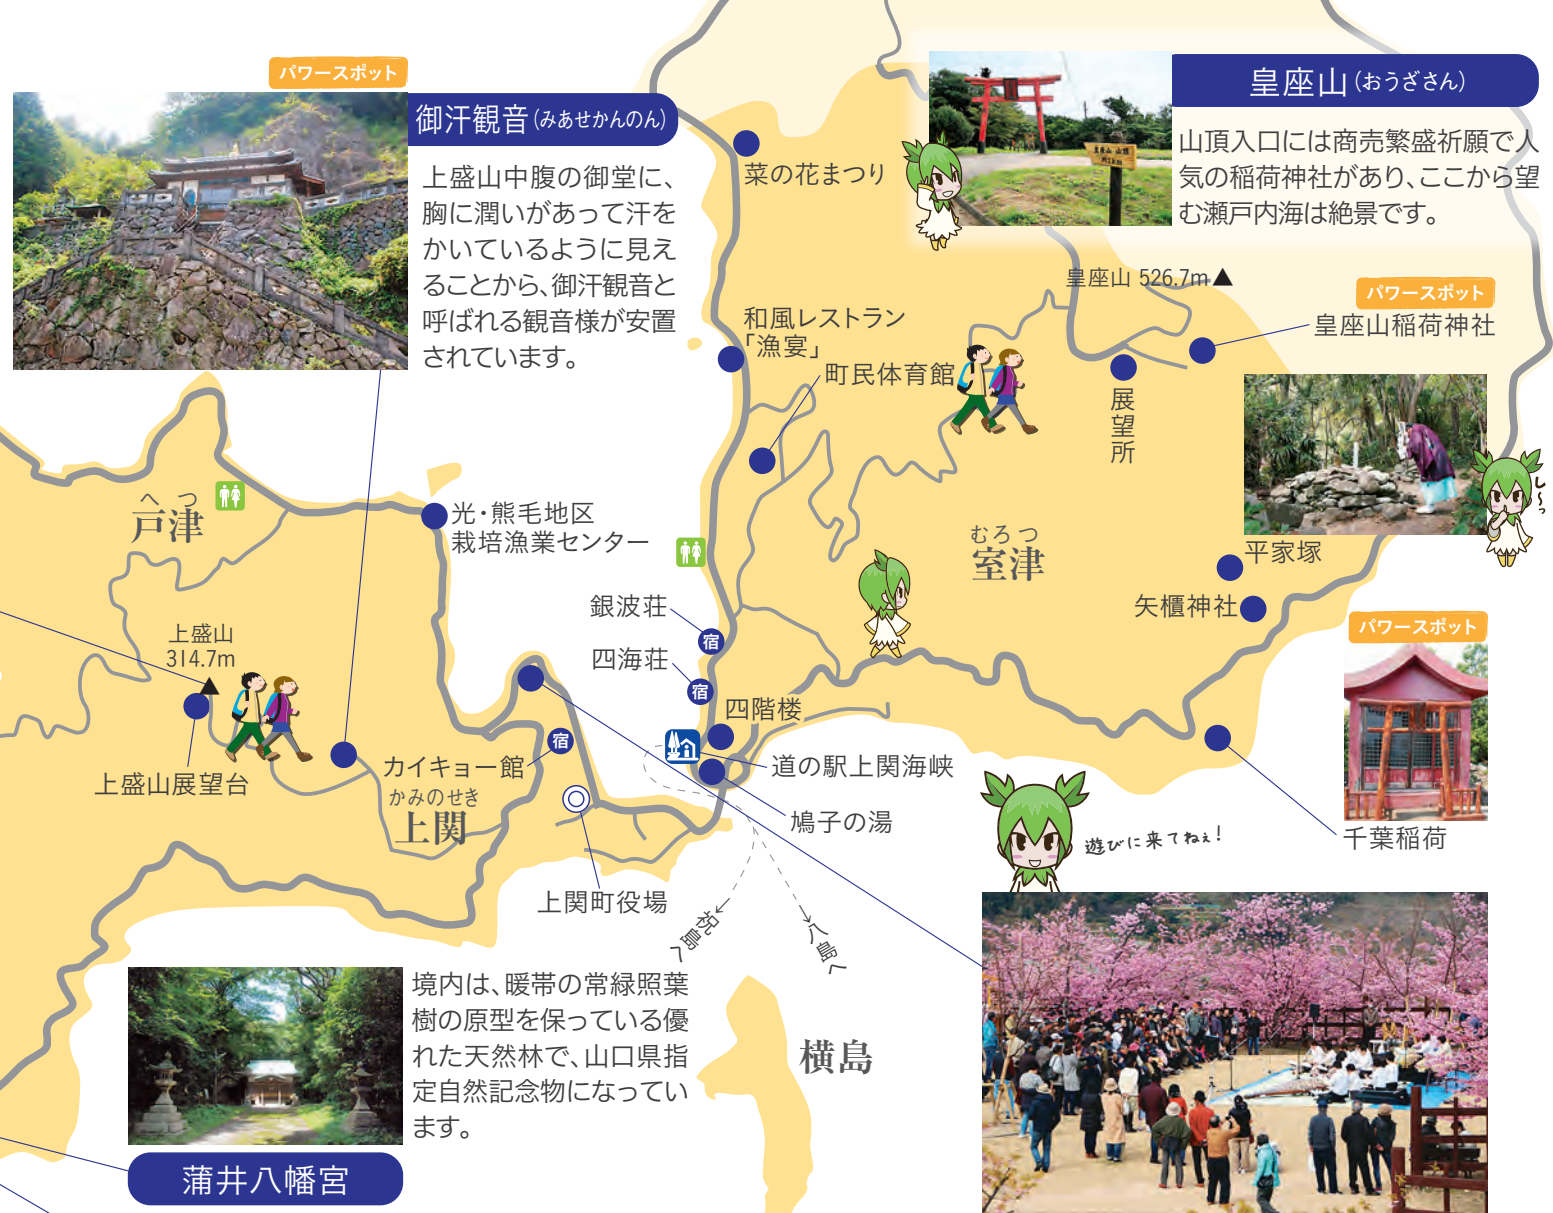 パワースポット
御汗観音(みあせかんのん)
上盛山中腹の御堂に、
胸に潤いがあって汗を
かいているように見え
ることから、御汗観音と
呼ばれる観音様が安置
されています。
皇座山(おうざさん)
山頂入口には商売繁盛祈願で人
気の稲荷神社があり、ここから望
む瀬戸内海は絶景です。
菜の花まつり
皇座山 526.7m▲
パワースポット
皇座山稲荷神社
和風レストラン
「漁宴」
町民体育館
展望所
し〜っ
へつ
戸津
光・熊毛地区
栽培漁業センター
むろつ
室津
平家塚
矢櫃神社
銀波荘
宿
四海荘
宿
パワースポット
上盛山
314.7m
上盛山展望台
四階楼
道の駅上関海峡
鳩子の湯
カイキョー館
宿
かみのせき
上関
上関町役場
千葉稲荷
遊びに来てねぇ!
祝島へ
八島へ
横島
境内は、暖帯の常緑照葉
樹の原型を保っている優
れた天然林で、山口県指
定自然記念物になってい
ます。
蒲井八幡宮